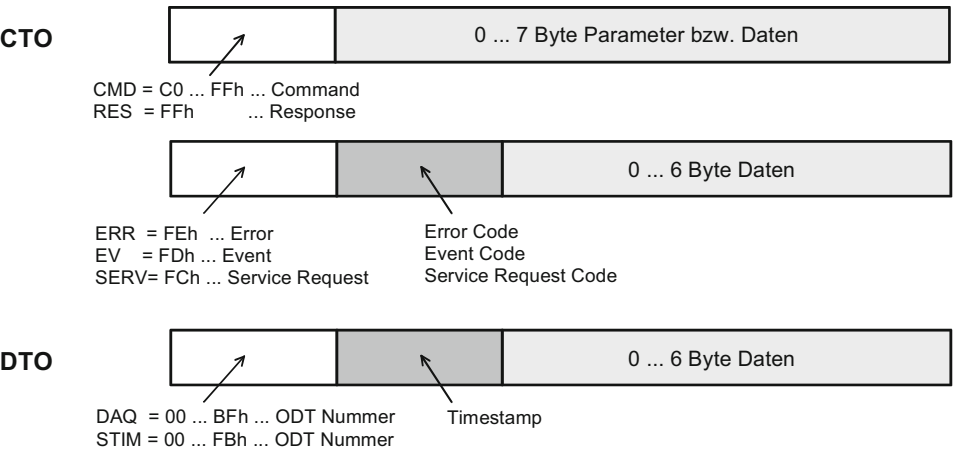 CTO
0 ... 7 Byte Parameter bzw. Daten
CMD = C0 ... FFh ... Command
RES = FFh ... Response
0 ... 6 Byte Daten
ERR = FEh ... Error
EV = FDh ... Event
SERV= FCh ... Service Request
Error Code
Event Code
Service Request Code
DTO
0 ... 6 Byte Daten
DAQ = 00 ... BFh ... ODT Nummer
STIM = 00 ... FBh ... ODT Nummer
Timestamp